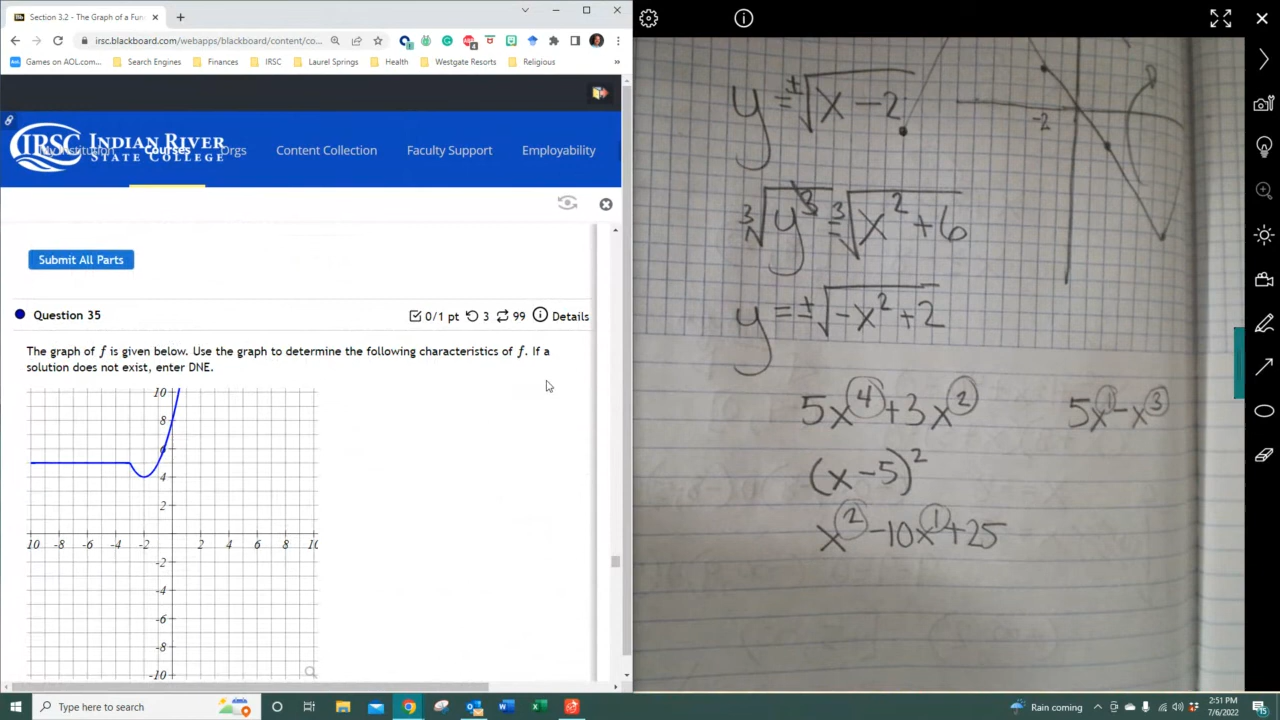 Section 3.2 - The Graph of a Fun
irsc.blackboard.com/webapps/blackboard/content/co...
Games on AOL.com...
Search Engines
Finances
IRSC
Laurel Springs
Health
Westgate Resorts
Religious
IRSC INDIAN RIVER
STATE COLLEGE
My Institution
Courses
Orgs
Content Collection
Faculty Support
Employability
Submit All Parts
Question 35
0/1 pt
3
99
Details
The graph of f is given below. Use the graph to determine the following characteristics of f. If a
solution does not exist, enter DNE.
10
8
6
4
2
10 -8 -6 -4 -2 2 4 6 8 10
-2
-4
-6
-8
-10
y = ±√x − 2
-2
∛y³ = ∛x² + 6
y = ±√−x² + 2
5x⁴ + 3x²
5x¹ − x³
(x − 5)²
x² − 10x¹ + 25
Type here to search
Rain coming
2:51 PM
7/6/2022
15